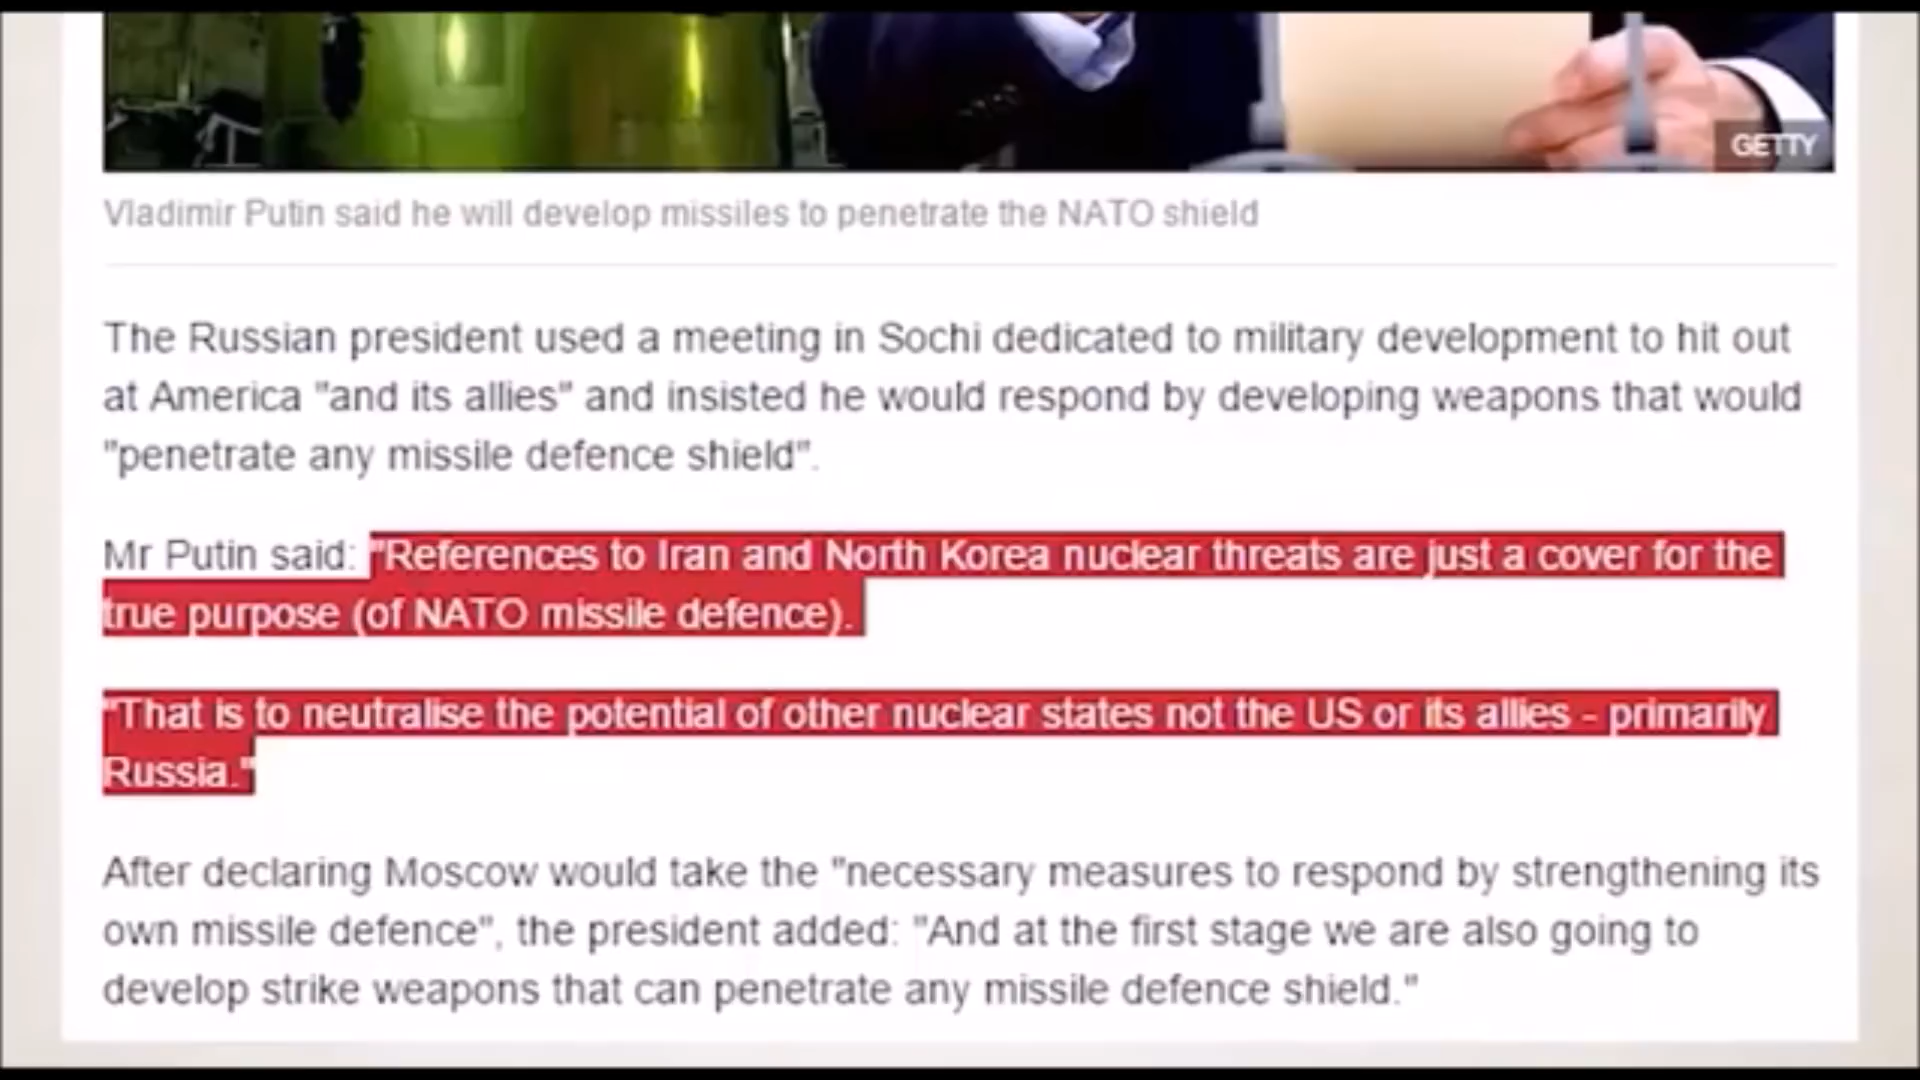 GETTY
Vladimir Putin said he will develop missiles to penetrate the NATO shield
The Russian president used a meeting in Sochi dedicated to military development to hit out
at America "and its allies" and insisted he would respond by developing weapons that would
"penetrate any missile defence shield".
Mr Putin said: "References to Iran and North Korea nuclear threats are just a cover for the
true purpose (of NATO missile defence).
"That is to neutralise the potential of other nuclear states not the US or its allies - primarily
Russia."
After declaring Moscow would take the "necessary measures to respond by strengthening its
own missile defence", the president added: "And at the first stage we are also going to
develop strike weapons that can penetrate any missile defence shield."